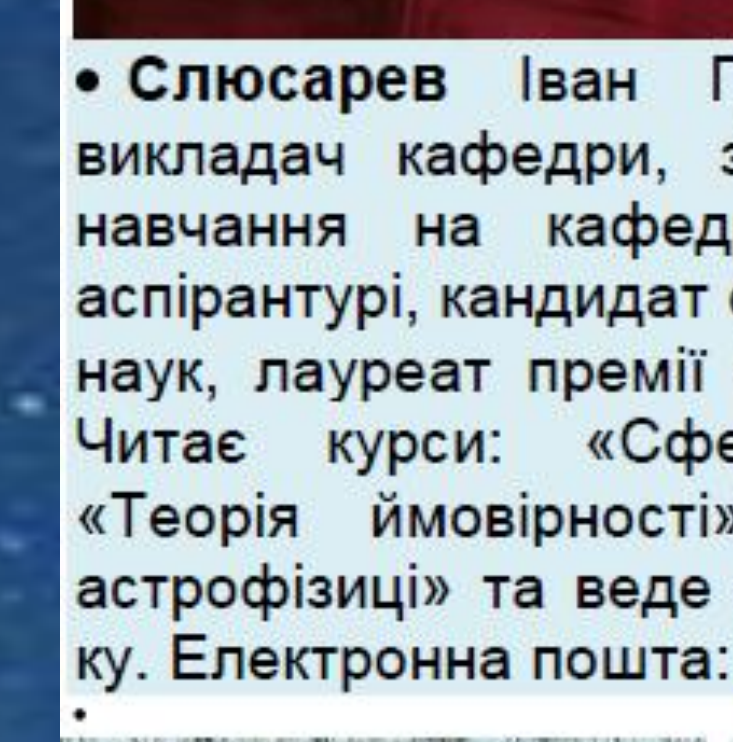 • Слюсарев Іван Г
викладач кафедри, з
навчання на кафед
аспірантурі, кандидат
наук, лауреат премії
Читає курси: «Сфе
«Теорія ймовірності»
астрофізиці» та веде
ку. Електронна пошта:
•